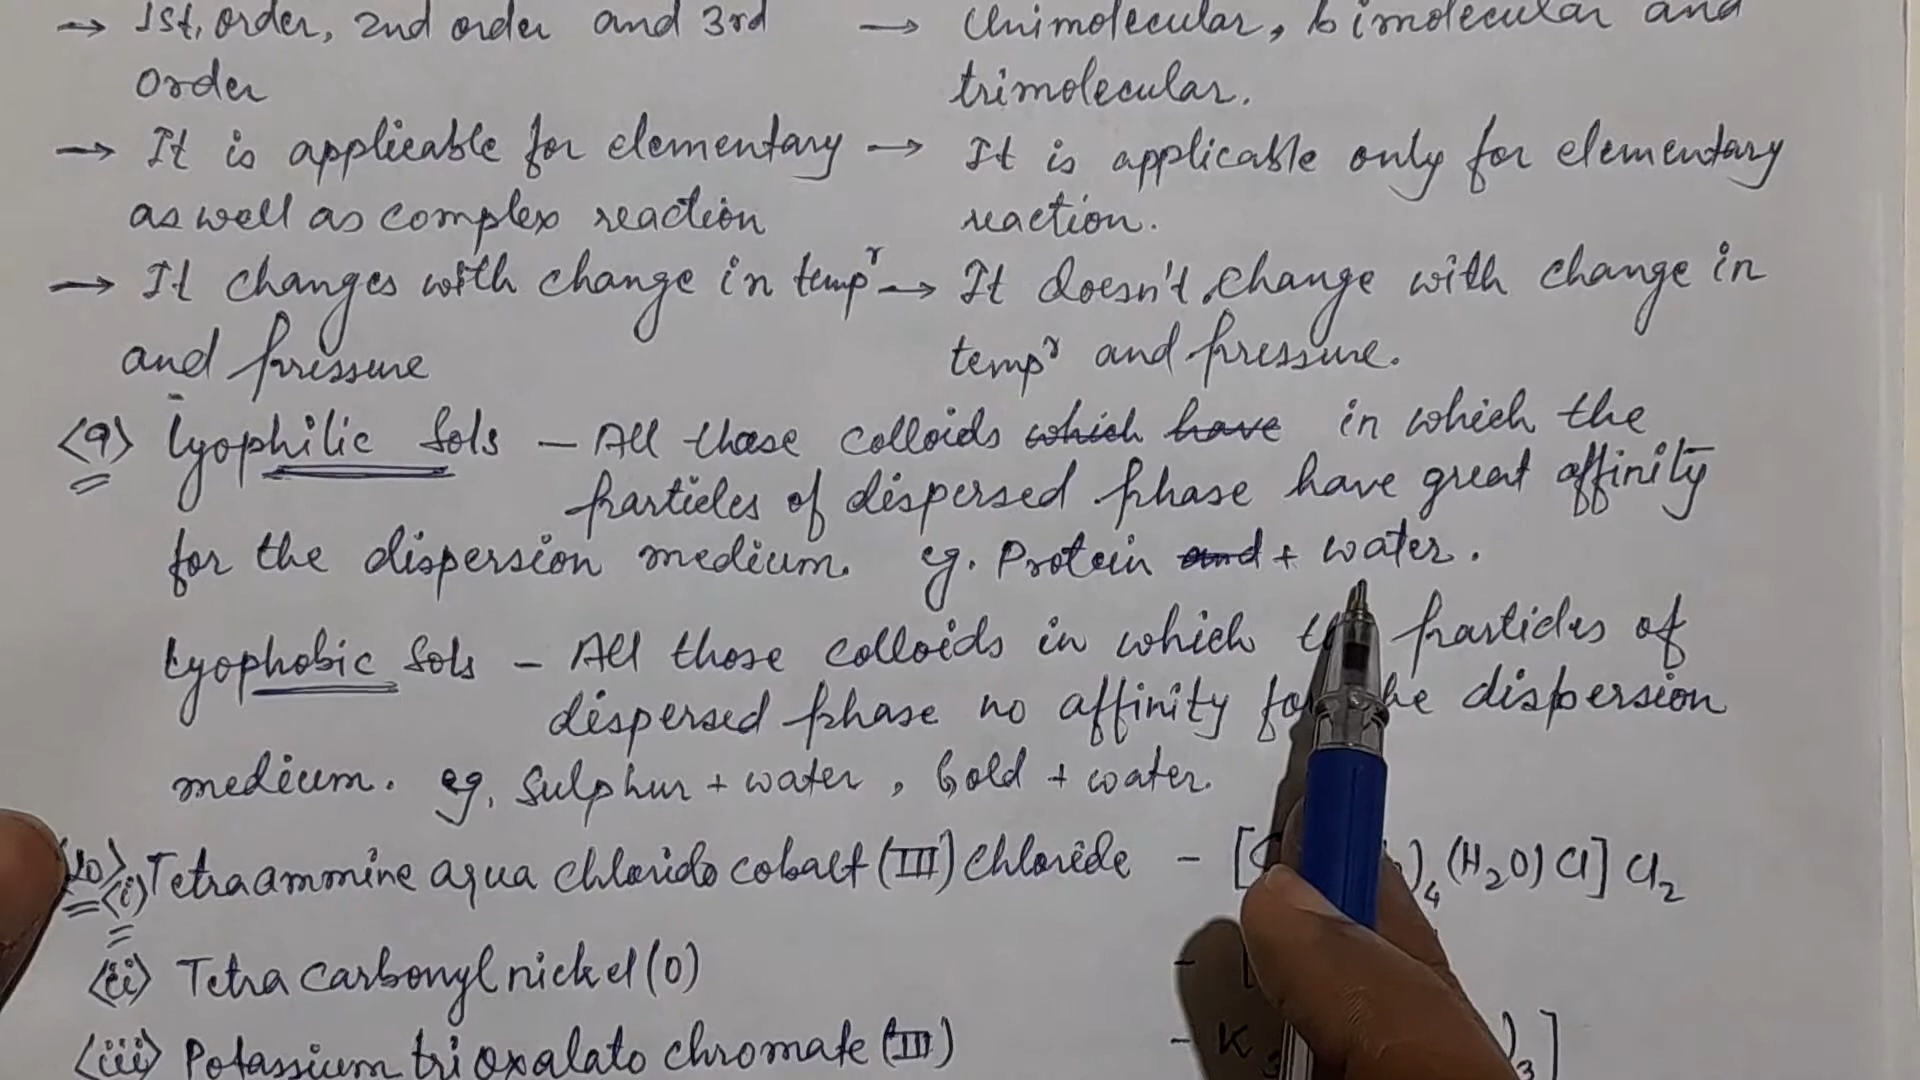 → 1st, order, 2nd order and 3rd → Unimolecular, bimolecular and
order trimolecular.
→ It is applicable for elementary → It is applicable only for elementary
as well as complex reaction reaction.
→ It changes with change in tempr → It doesn't change with change in
and pressure tempr and pressure.
<9> Lyophilic Sols - All those colloids which have in which the
particles of dispersed phase have great affinity
for the dispersion medium. eg. Protein and + water.
Lyophobic Sols - All those colloids in which particles of
dispersed phase no affinity dispersion
medium. eg, Sulphur + water, Gold + water.
<10> <i> Tetraammine aqua chlorido cobalt (III) chloride - [ )4 (H2O) Cl] Cl2
<ii> Tetra carbonyl nickel (0) - [
<iii> Potassium tri oxalato chromate (III) - K3 )3]